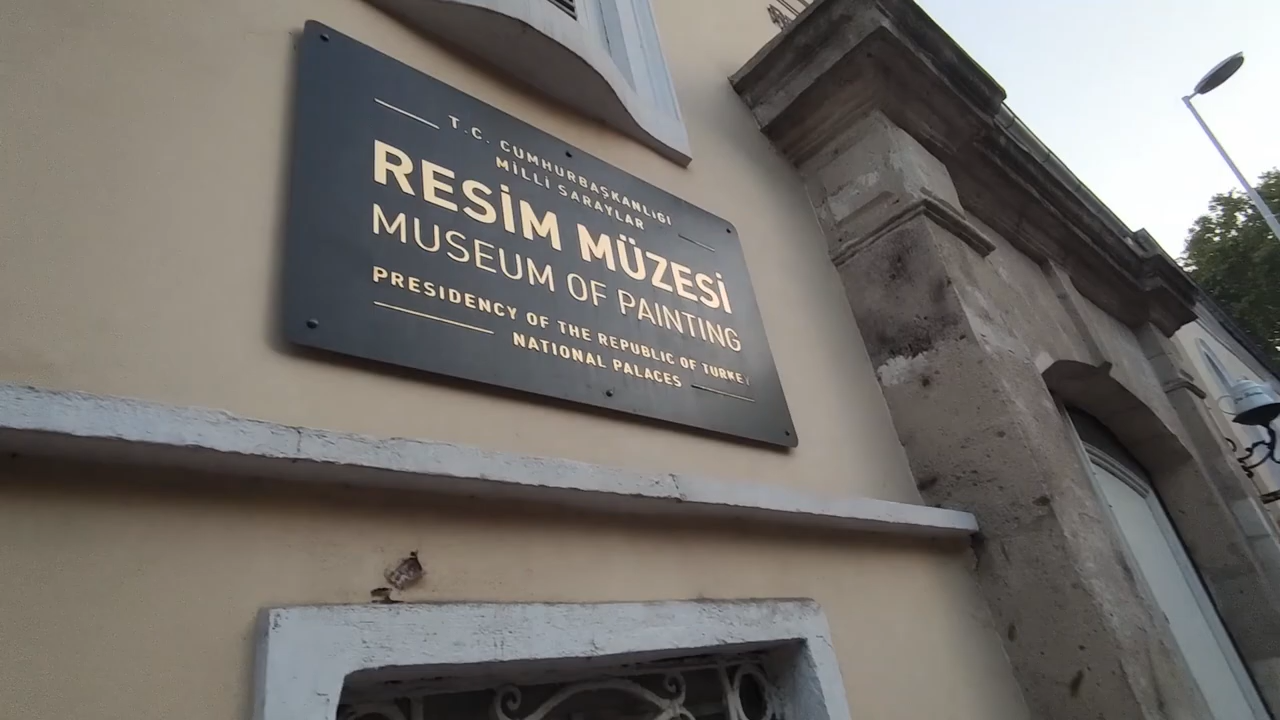 T.C. CUMHURBAŞKANLIĞI
MİLLİ SARAYLAR
RESİM MÜZESİ
MUSEUM OF PAINTING
PRESIDENCY OF THE REPUBLIC OF TURKEY
NATIONAL PALACES